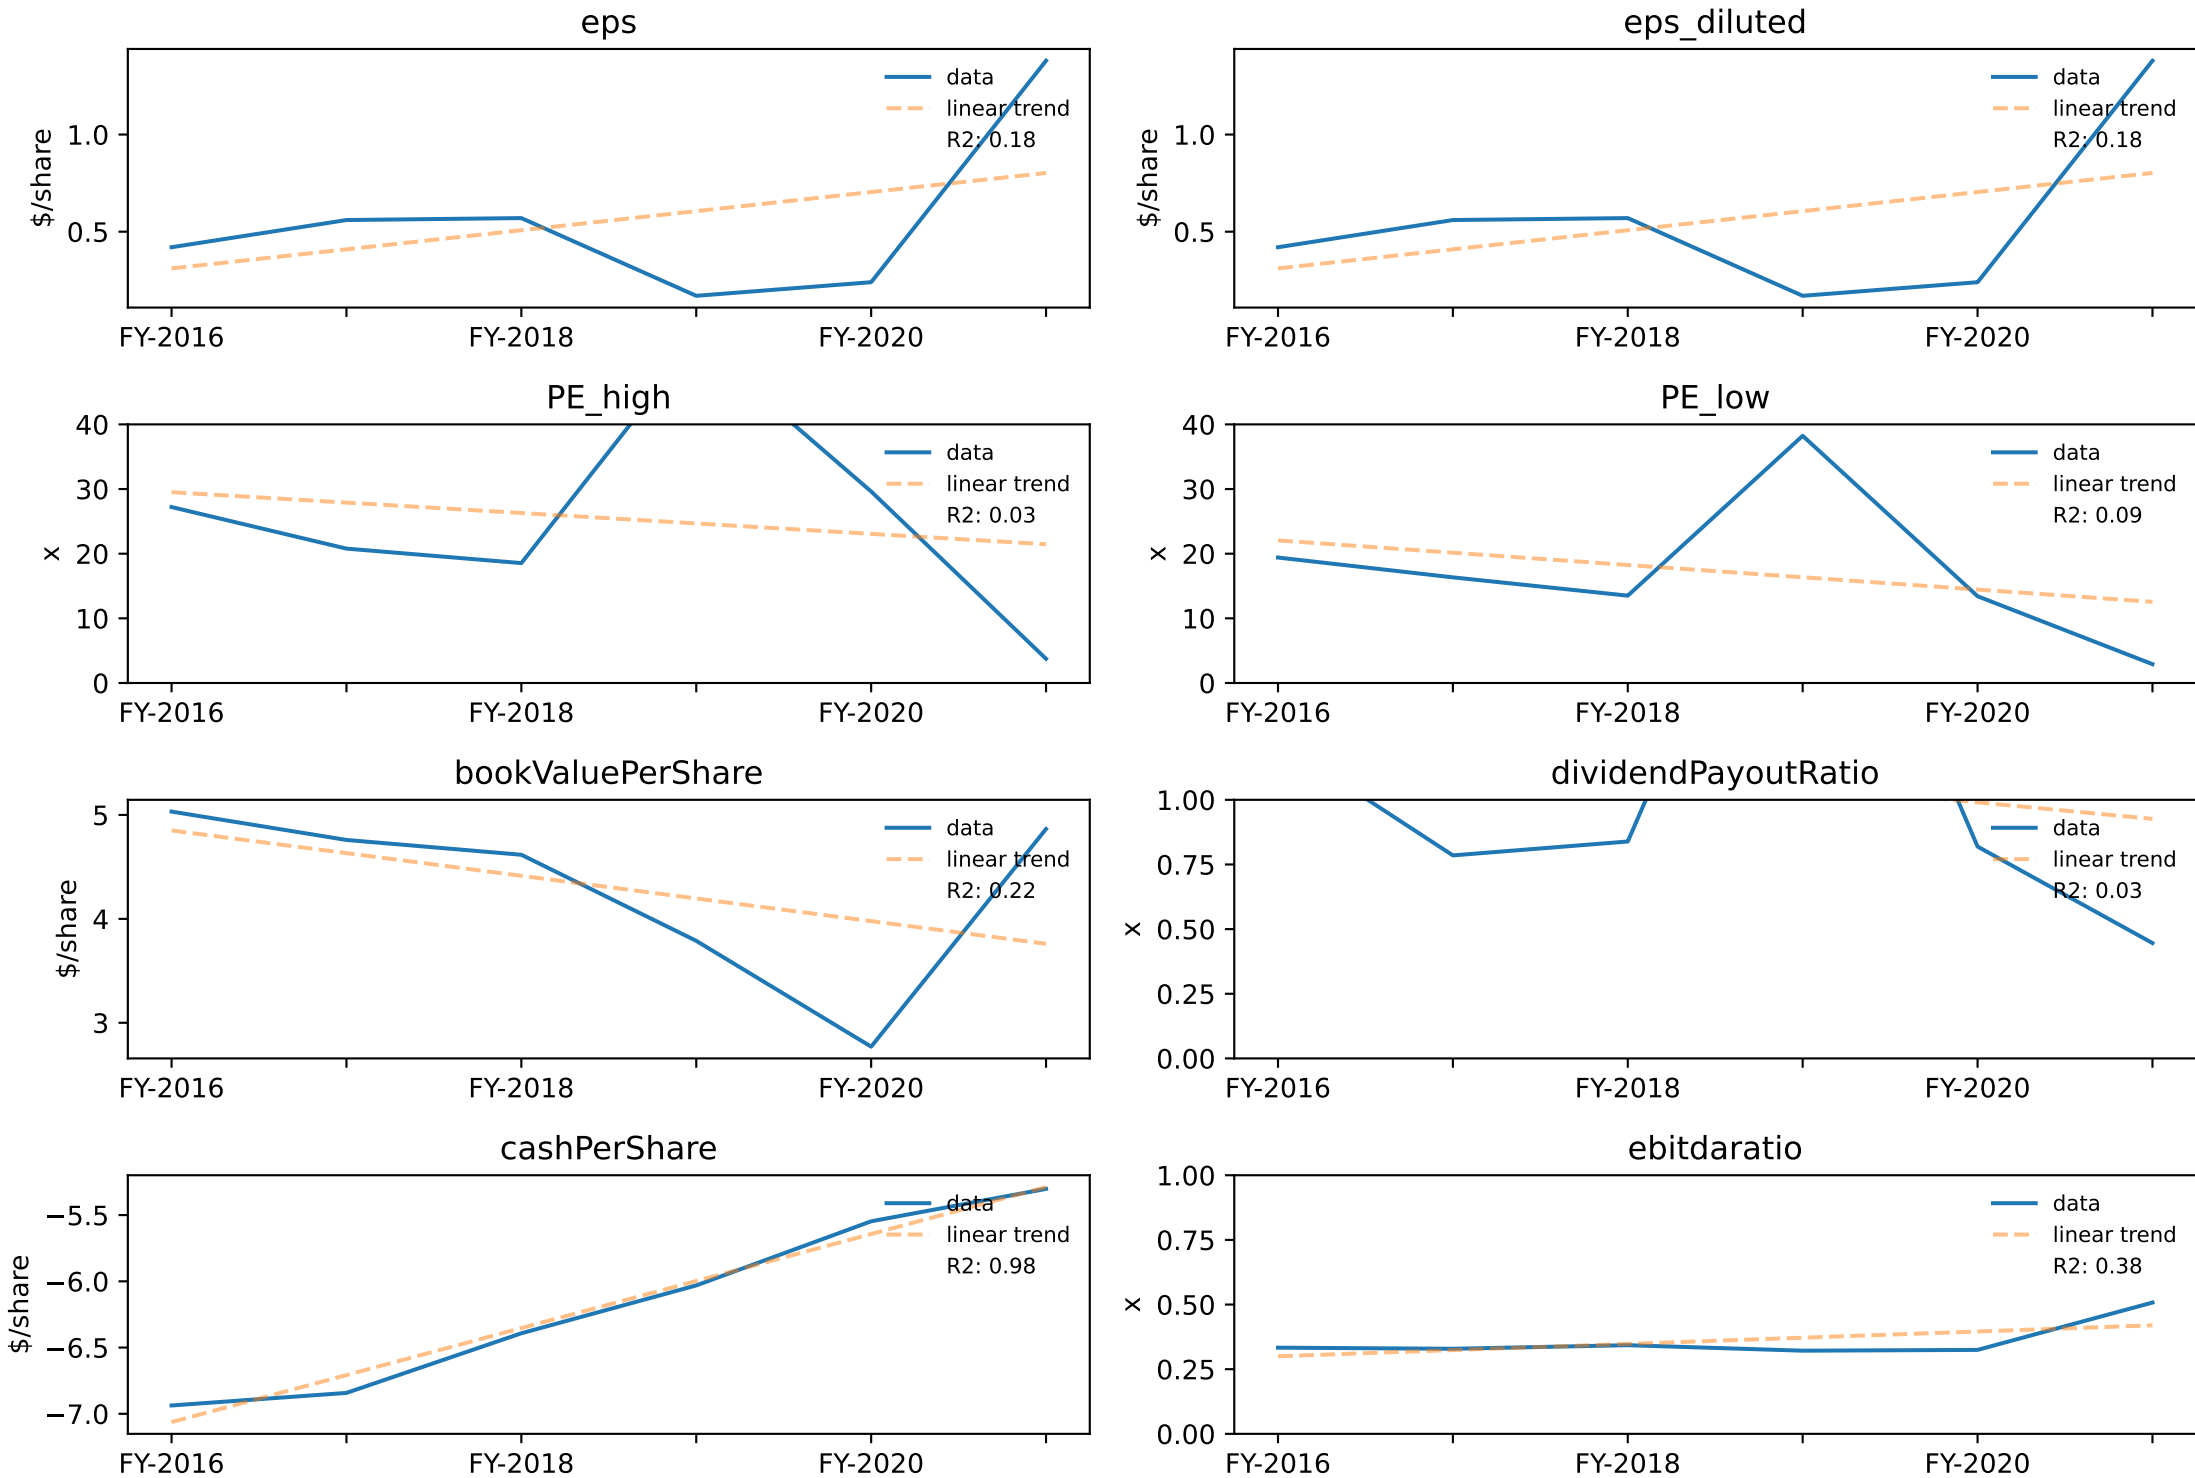 eps
$/share
1.0
0.5
data
linear trend
R2: 0.18
FY-2016 FY-2018 FY-2020
eps_diluted
$/share
1.0
0.5
data
linear trend
R2: 0.18
FY-2016 FY-2018 FY-2020
PE_high
x
40
30
20
10
0
data
linear trend
R2: 0.03
FY-2016 FY-2018 FY-2020
PE_low
x
40
30
20
10
0
data
linear trend
R2: 0.09
FY-2016 FY-2018 FY-2020
bookValuePerShare
$/share
5
4
3
data
linear trend
R2: 0.22
FY-2016 FY-2018 FY-2020
dividendPayoutRatio
x
1.00
0.75
0.50
0.25
0.00
data
linear trend
R2: 0.03
FY-2016 FY-2018 FY-2020
cashPerShare
$/share
−5.5
−6.0
−6.5
−7.0
data
linear trend
R2: 0.98
FY-2016 FY-2018 FY-2020
ebitdaratio
x
1.00
0.75
0.50
0.25
0.00
data
linear trend
R2: 0.38
FY-2016 FY-2018 FY-2020